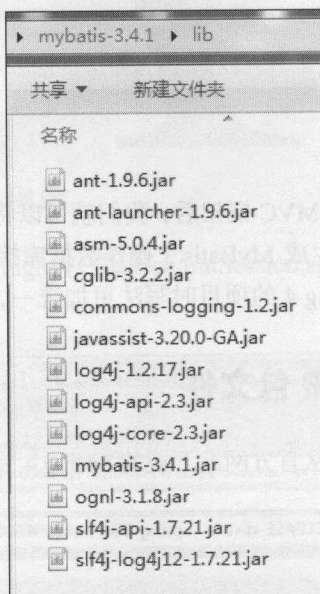 mybatis-3.4.1 ▸ lib
共享 新建文件夹
名称
ant-1.9.6.jar
ant-launcher-1.9.6.jar
asm-5.0.4.jar
cglib-3.2.2.jar
commons-logging-1.2.jar
javassist-3.20.0-GA.jar
log4j-1.2.17.jar
log4j-api-2.3.jar
log4j-core-2.3.jar
mybatis-3.4.1.jar
ognl-3.1.8.jar
slf4j-api-1.7.21.jar
slf4j-log4j12-1.7.21.jar